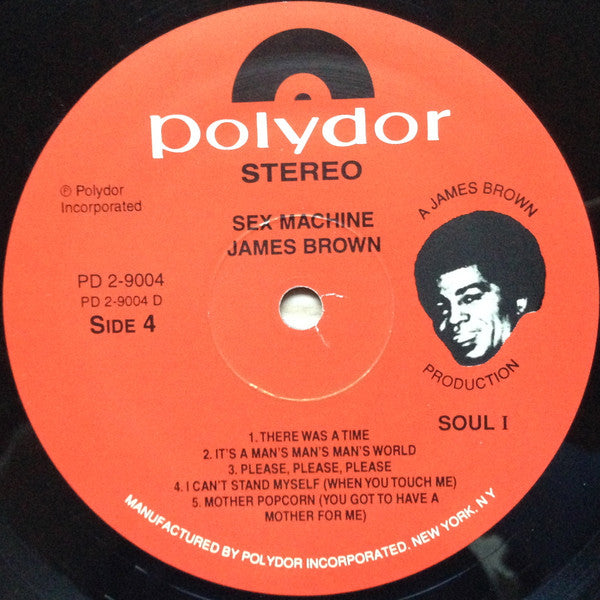 polydor
STEREO
℗ Polydor
Incorporated
SEX MACHINE
JAMES BROWN
A JAMES BROWN
PRODUCTION
PD 2-9004
PD 2-9004 D
SIDE 4
SOUL I
1. THERE WAS A TIME
2. IT'S A MAN'S MAN'S MAN'S WORLD
3. PLEASE, PLEASE, PLEASE
4. I CAN'T STAND MYSELF (WHEN YOU TOUCH ME)
5. MOTHER POPCORN (YOU GOT TO HAVE A
MOTHER FOR ME)
MANUFACTURED BY POLYDOR INCORPORATED. NEW YORK. N Y